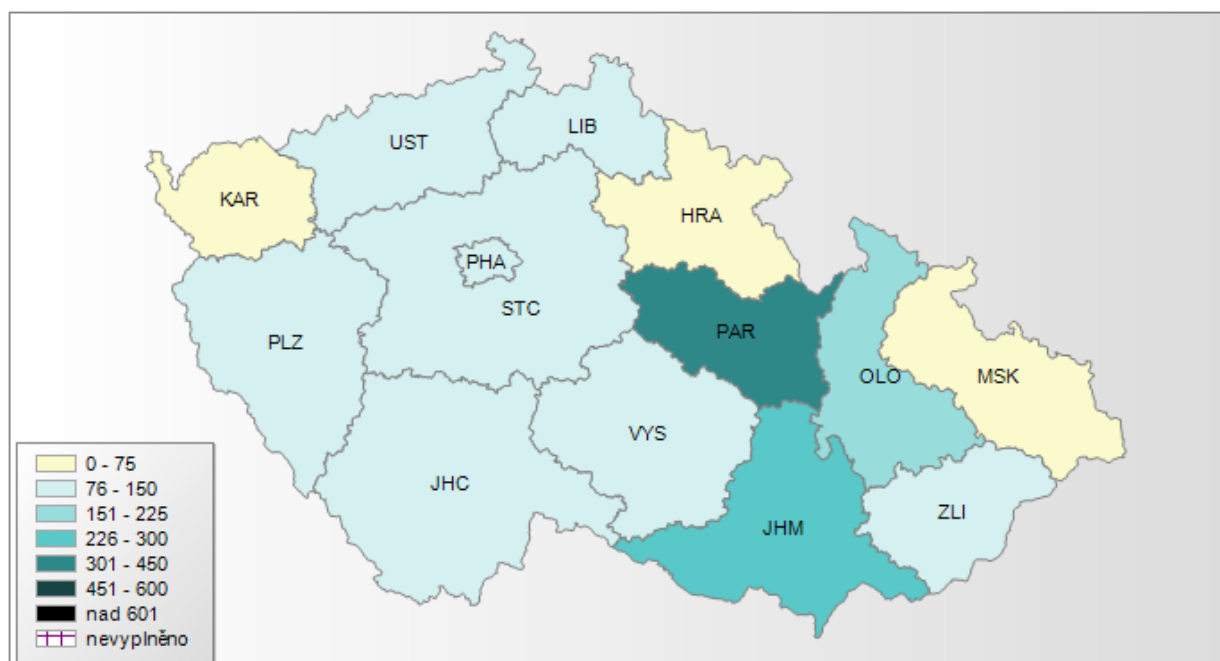 LIB
UST
KAR
HRA
PHA
STC
PAR
PLZ
OLO
MSK
VYS
JHC
ZLI
JHM
0 - 75
76 - 150
151 - 225
226 - 300
301 - 450
451 - 600
nad 601
nevyplněno